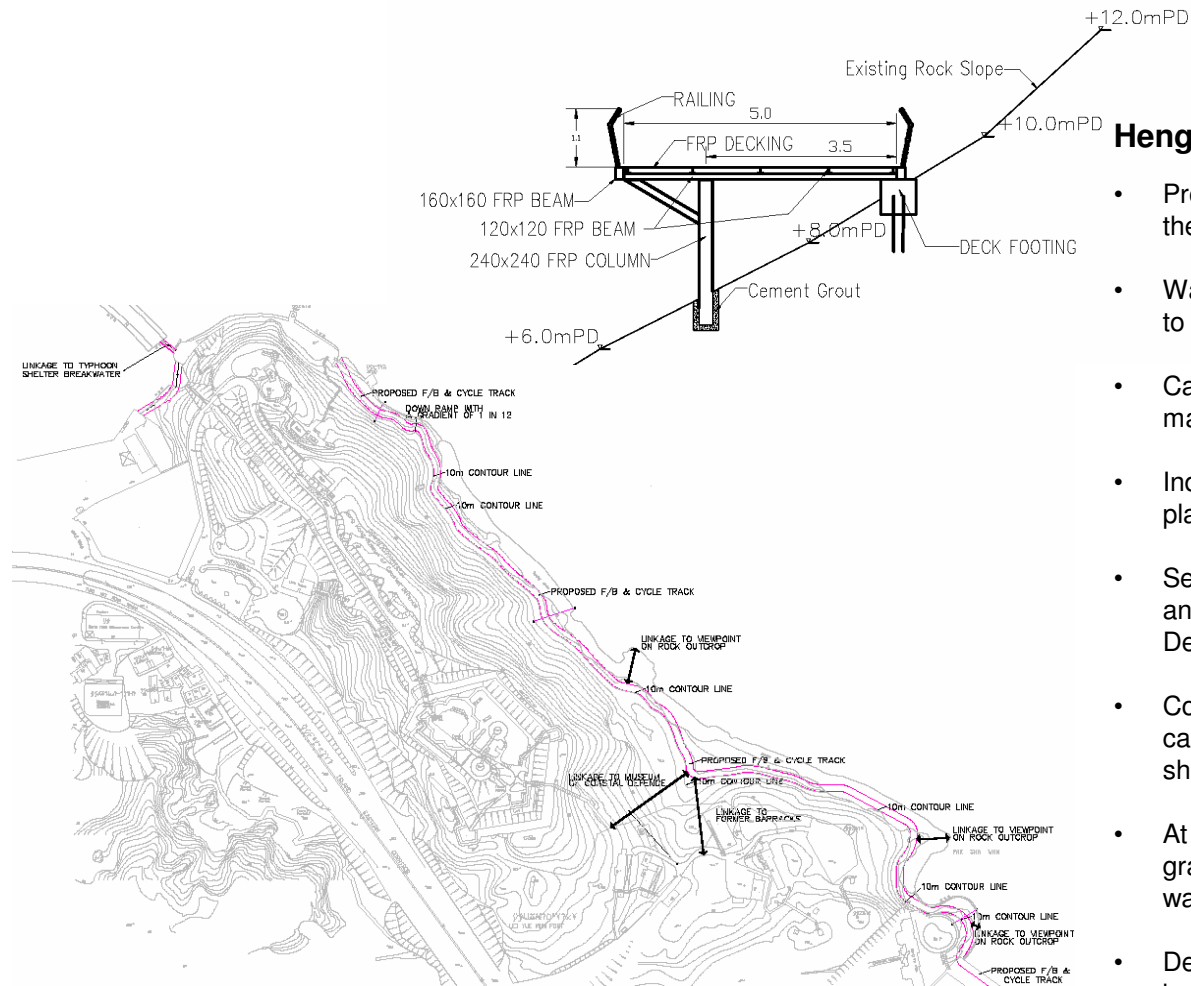 +12.0mPD
Existing Rock Slope
RAILING
5.0
+10.0mPD
1.1
FRP DECKING
3.5
160x160 FRP BEAM
120x120 FRP BEAM
+8.0mPD
240x240 FRP COLUMN
DECK FOOTING
Cement Grout
+6.0mPD
Heng
• Pro
the
• Wa
to
• Ca
ma
• Inc
pla
• Se
an
De
• Co
ca
sh
• At
gra
wa
• De
LINKAGE TO TYPHOON
SHELTER BREAKWATER
PROPOSED F/B & CYCLE TRACK
DOWN RAMP WITH
A GRADIENT OF 1 IN 12
10m CONTOUR LINE
10m CONTOUR LINE
PROPOSED F/B & CYCLE TRACK
LINKAGE TO VIEWPOINT
ON ROCK OUTCROP
10m CONTOUR LINE
PROPOSED F/B & CYCLE TRACK
LINKAGE TO MUSEUM
OF COASTAL DEFENCE
10m CONTOUR LINE
10m CONTOUR LINE
LINKAGE TO
FORMER BARRACKS
LINKAGE TO VIEWPOINT
ON ROCK OUTCROP
PAK SHA WAN
10m CONTOUR LINE
10m CONTOUR LINE
LINKAGE TO VIEWPOINT
ON ROCK OUTCROP
PROPOSED F/B &
CYCLE TRACK